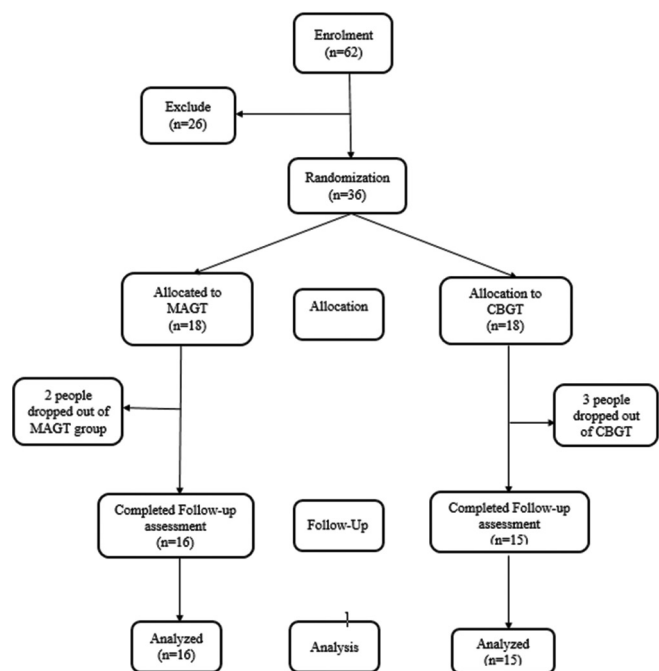 Enrolment
(n=62)
Exclude
(n=26)
Randomization
(n=36)
Allocated to
MAGT
(n=18)
Allocation
Allocation to
CBGT
(n=18)
2 people
dropped out of
MAGT group
3 people
dropped out
of CBGT
Completed Follow-up
assessment
(n=16)
Follow-Up
Completed Follow-up
assessment
(n=15)
Analyzed
(n=16)
Analysis
Analyzed
(n=15)